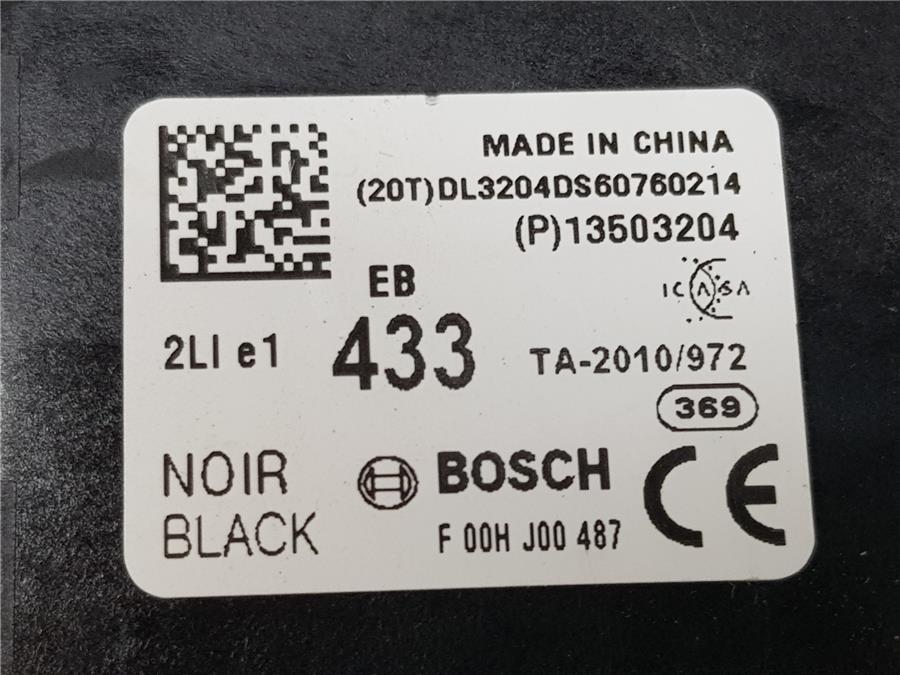 MADE IN CHINA
(20T)DL3204DS60760214
(P)13503204
EB
ICASA
2LI e1
433
TA-2010/972
369
NOIR
BLACK
BOSCH
F 00H J00 487
CE